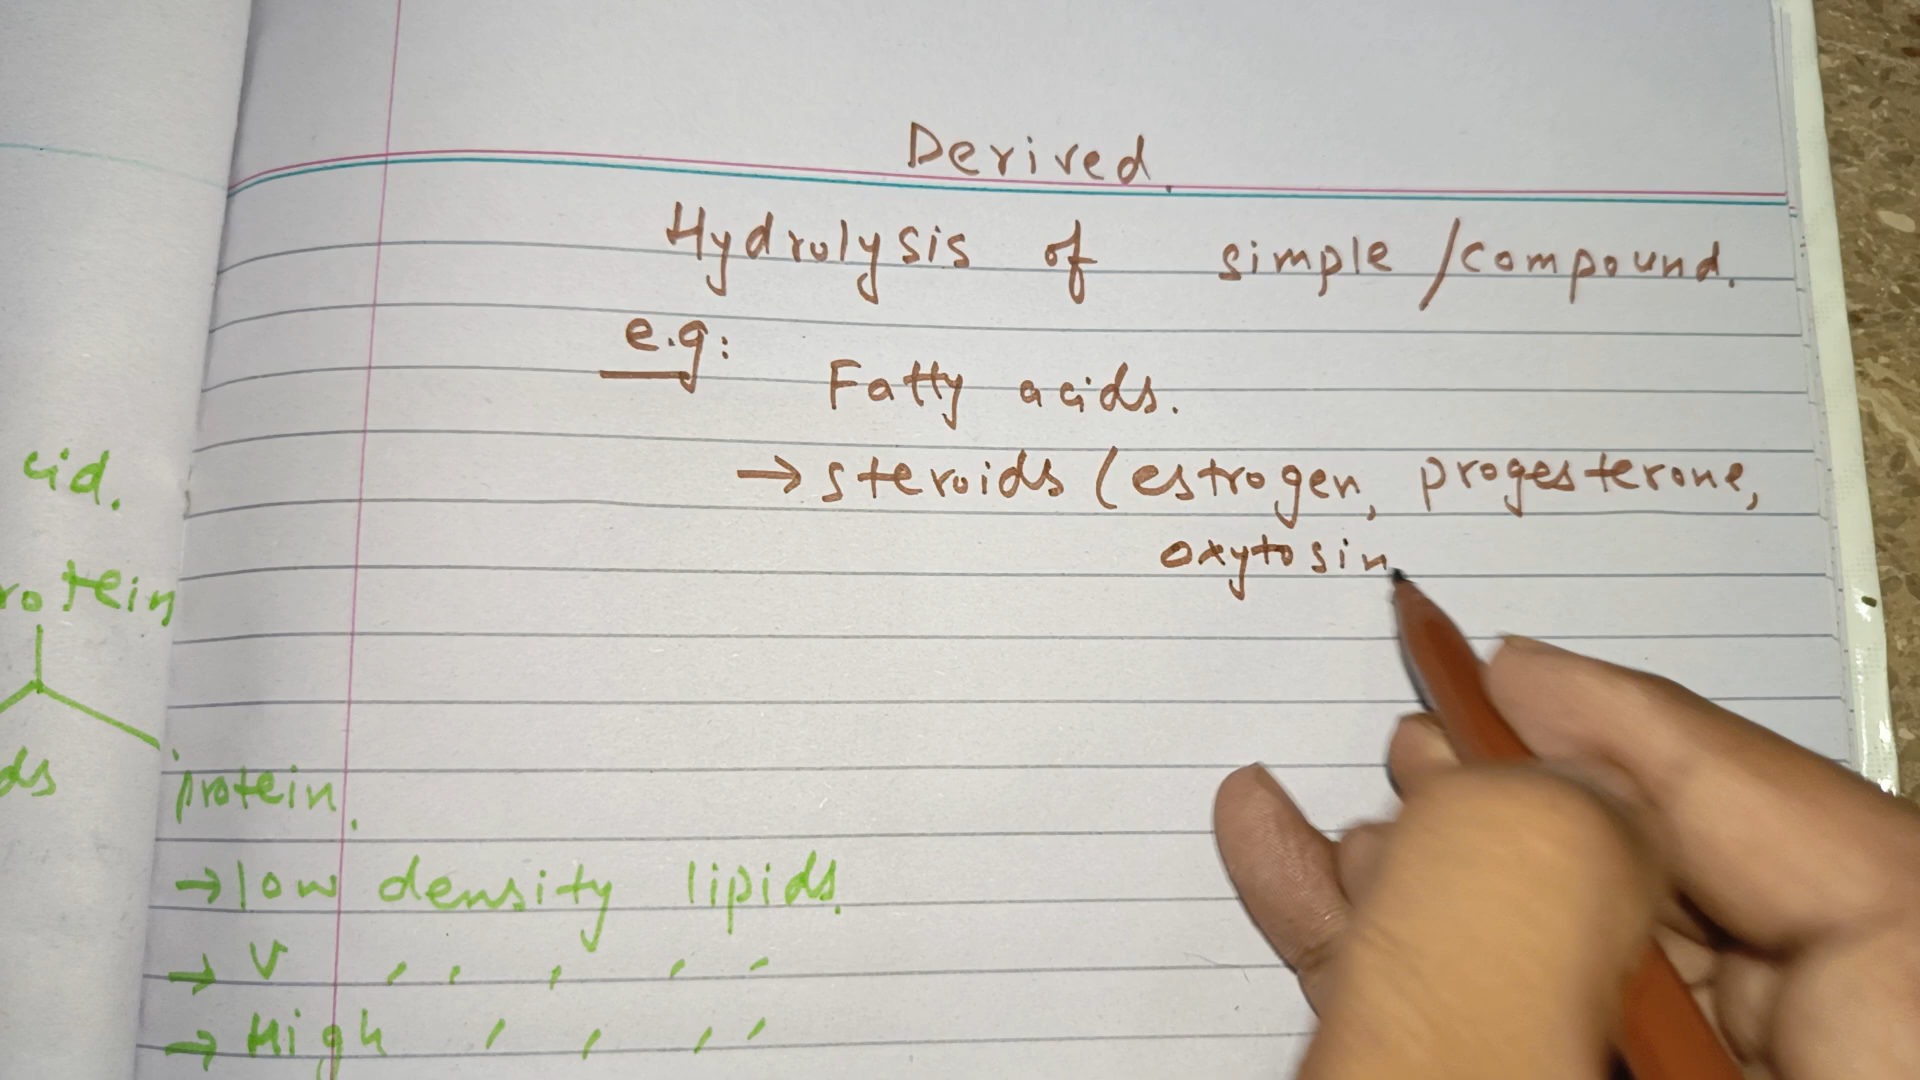 Derived.
Hydrolysis of simple/compound.
e.g:
Fatty acids.
→ steroids (estrogen, progesterone,
oxytosin
cid.
rotein
ds
protein.
→ low density lipids.
→ V , , , , ,
→ High , , , ,